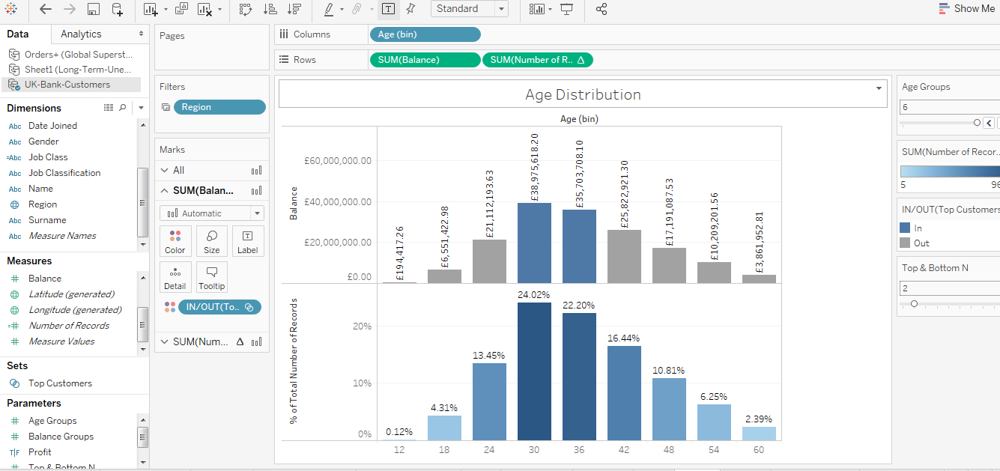 Standard
Show Me
Data
Analytics
Orders+ (Global Superst...
Sheet1 (Long-Term-Une...
UK-Bank-Customers
Dimensions
Abc Date Joined
Abc Gender
=Abc Job Class
Abc Job Classification
Abc Name
Region
Abc Surname
Abc Measure Names
Measures
Balance
Latitude (generated)
Longitude (generated)
Number of Records
Measure Values
Sets
Top Customers
Parameters
Age Groups
Balance Groups
T|F Profit
Top & Bottom N
Pages
Filters
Region
Marks
All
SUM(Balan...
Automatic
Color
Size
Label
Detail
Tooltip
IN/OUT(To..
SUM(Num...
Columns
Age (bin)
Rows
SUM(Balance)
SUM(Number of R..
Age Distribution
Age (bin)
Balance
£60,000,000.00
£40,000,000.00
£20,000,000.00
£0.00
£194,417.26
£6,551,422.98
£21,112,193.63
£38,975,618.20
£35,703,708.10
£25,822,921.30
£17,191,087.53
£10,209,201.56
£3,861,952.81
% of Total Number of Records
20%
10%
0%
0.12%
4.31%
13.45%
24.02%
22.20%
16.44%
10.81%
6.25%
2.39%
12
18
24
30
36
42
48
54
60
Age Groups
6
SUM(Number of Recor..
5
96
IN/OUT(Top Customers
In
Out
Top & Bottom N
2